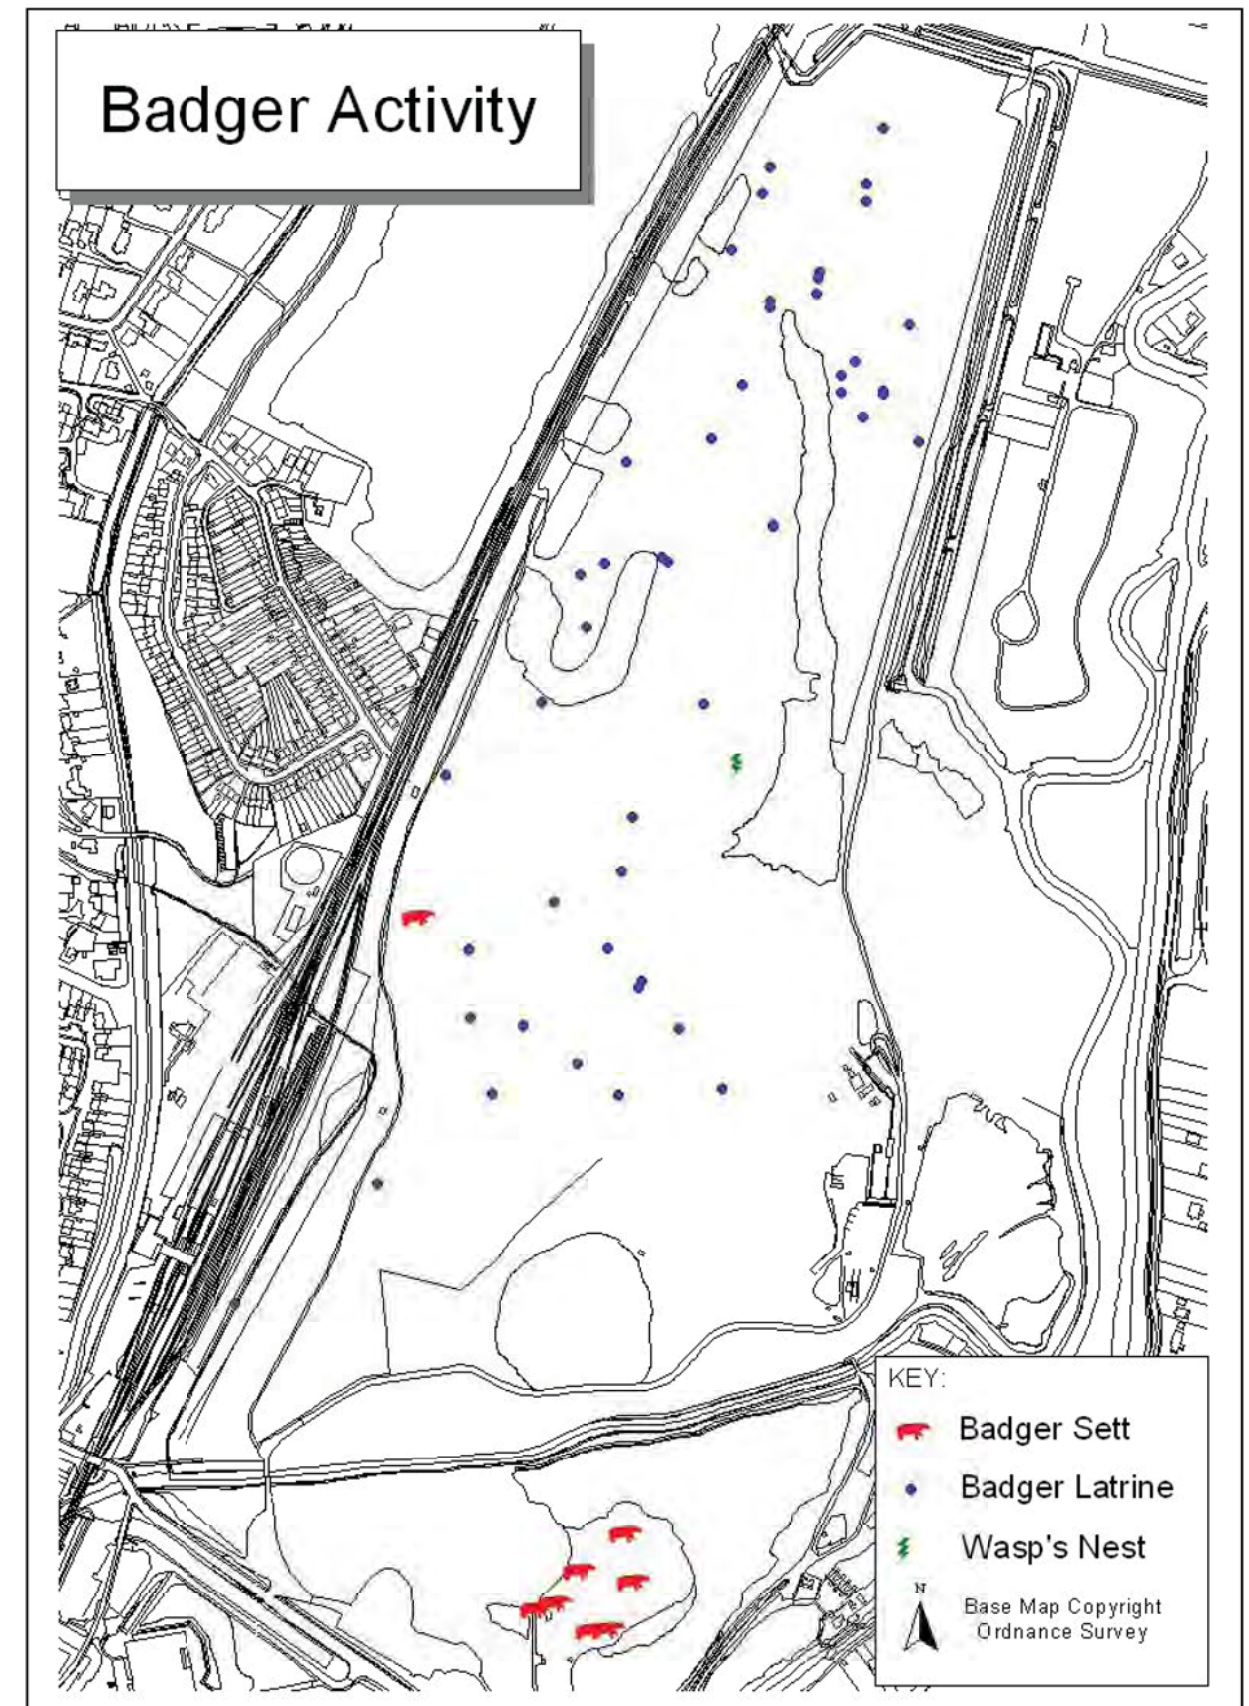 Badger Activity
KEY:
Badger Sett
Badger Latrine
Wasp's Nest
N
Base Map Copyright
Ordnance Survey